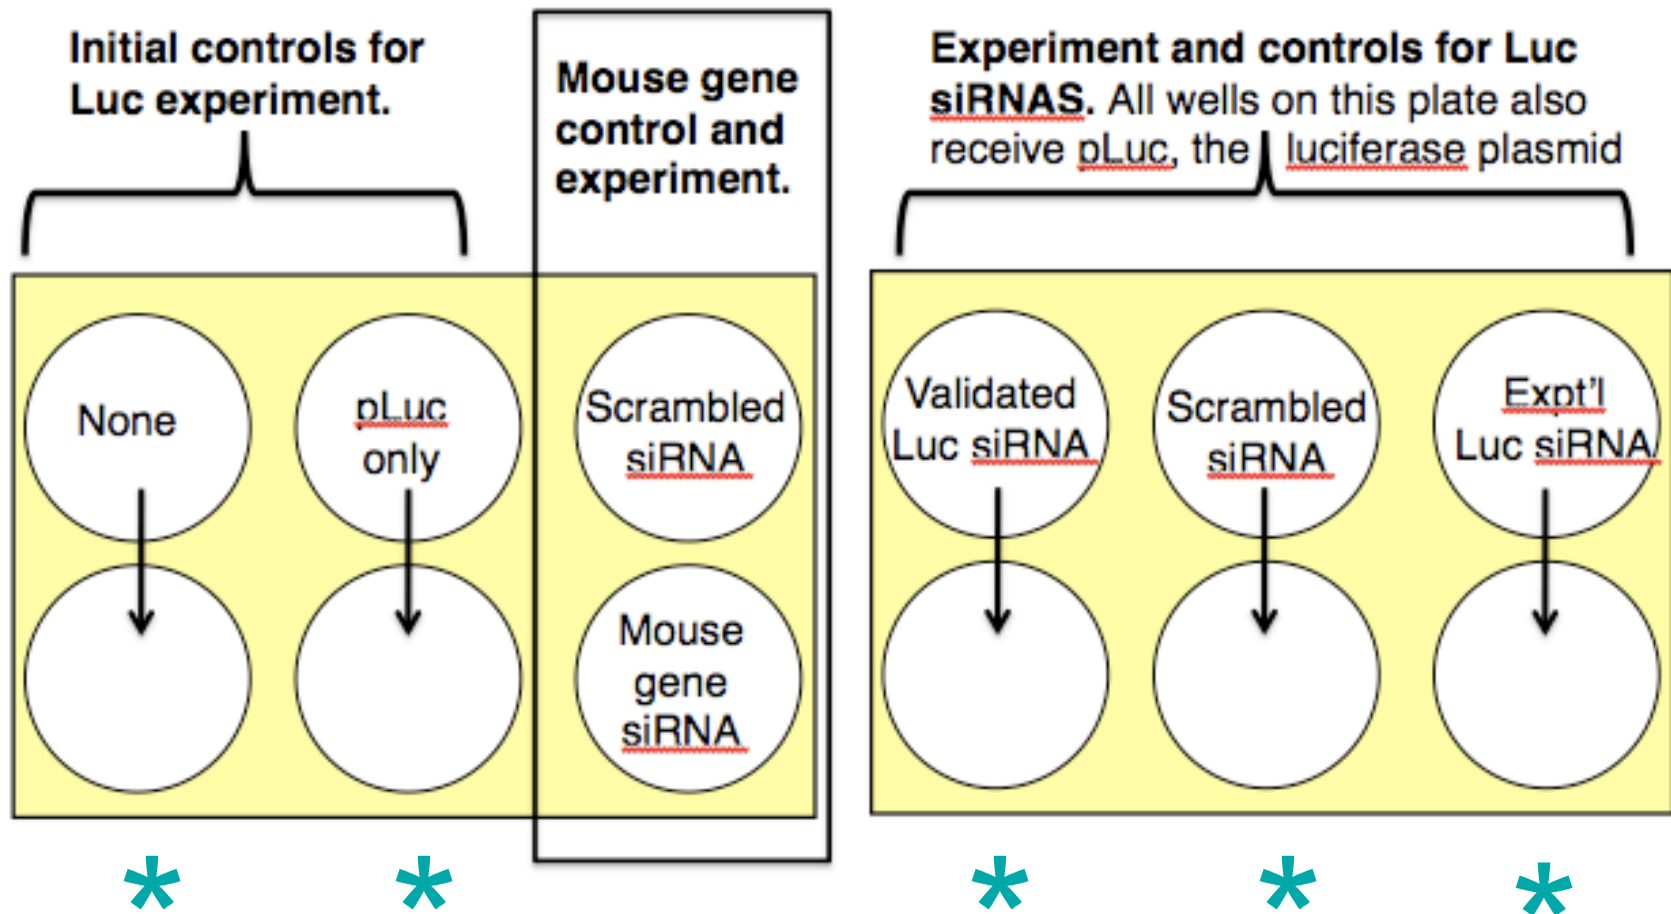 Initial controls for
Luc experiment.
Mouse gene
control and
experiment.
Experiment and controls for Luc
siRNAS. All wells on this plate also
receive pLuc, the luciferase plasmid
None
pLuc
only
Scrambled
siRNA
Mouse
gene
siRNA
Validated
Luc siRNA
Scrambled
siRNA
Expt'l
Luc siRNA
* * * * *